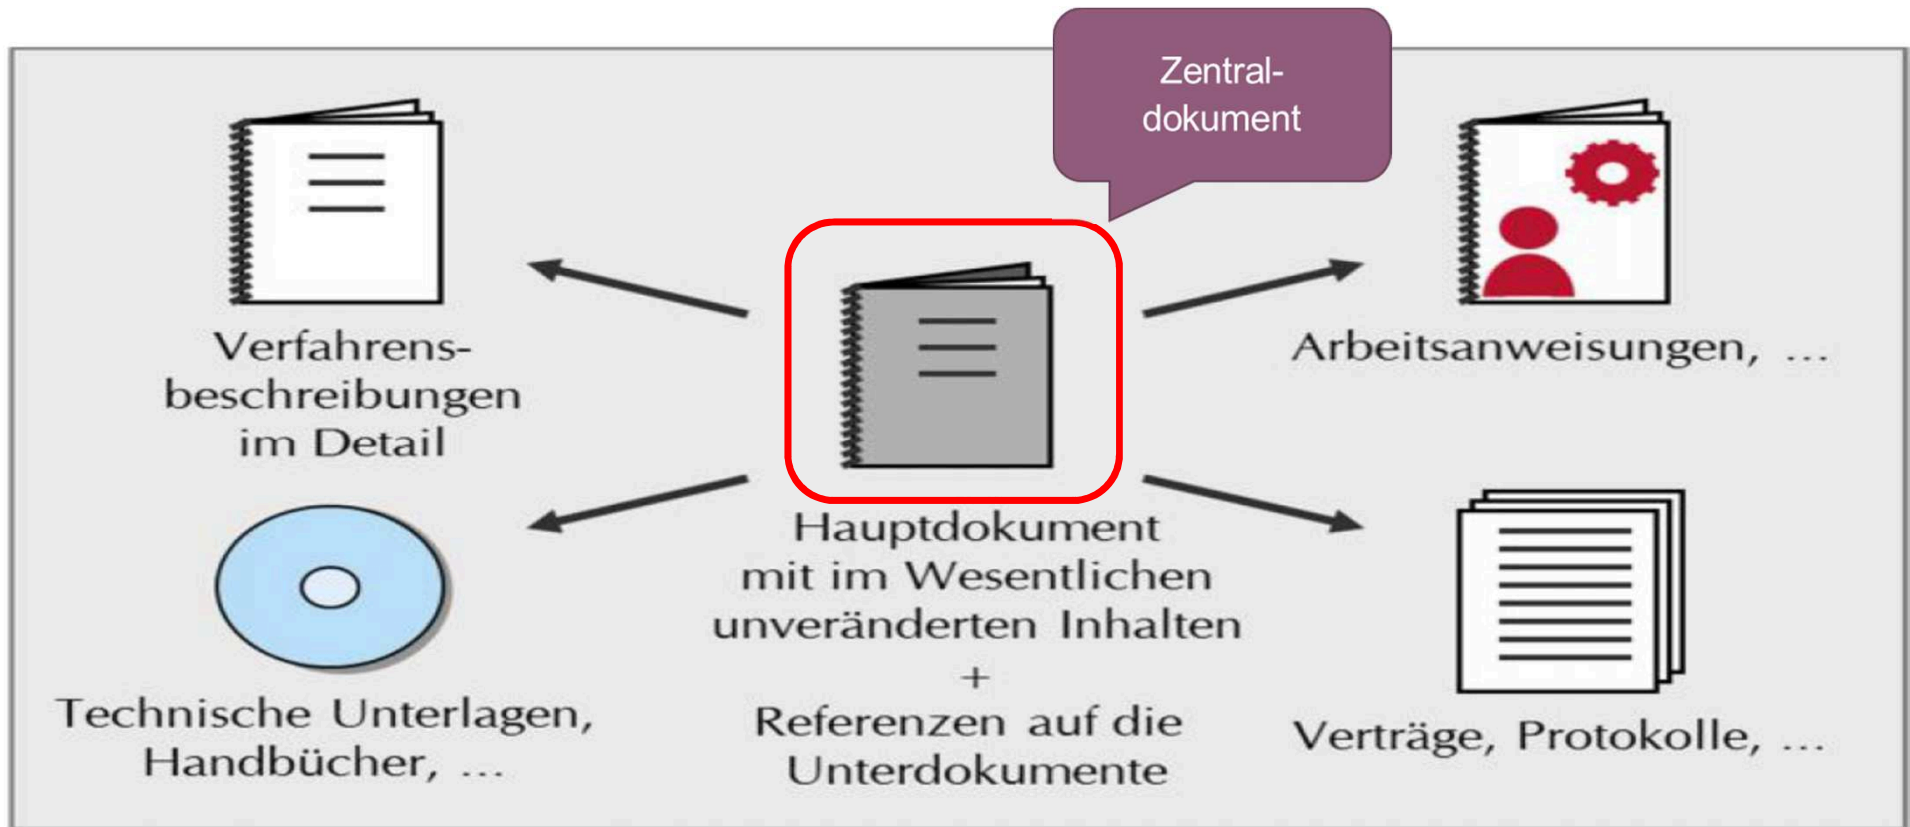 Zentral-
dokument
Verfahrens-
beschreibungen
im Detail
Arbeitsanweisungen, ...
Hauptdokument
mit im Wesentlichen
unveränderten Inhalten
+
Referenzen auf die
Unterdokumente
Technische Unterlagen,
Handbücher, ...
Verträge, Protokolle, ...